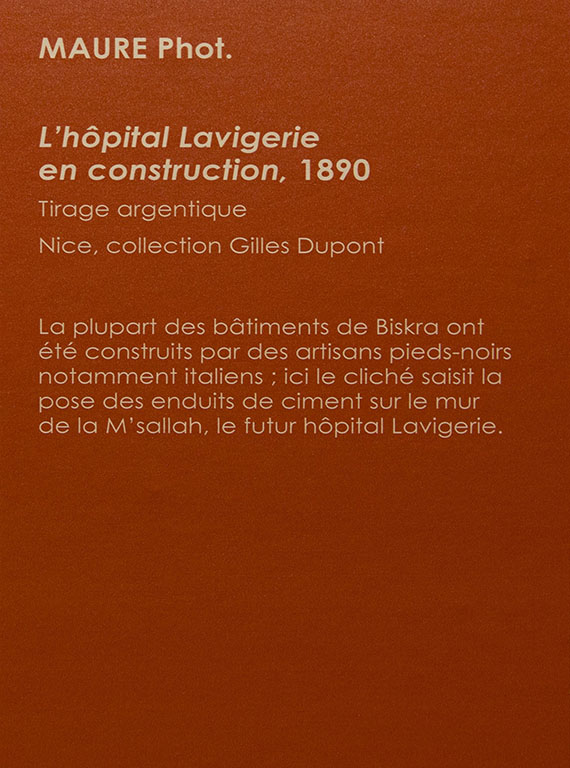 MAURE Phot.
L’hôpital Lavigerie
en construction, 1890
Tirage argentique
Nice, collection Gilles Dupont
La plupart des bâtiments de Biskra ont
été construits par des artisans pieds-noirs
notamment italiens ; ici le cliché saisit la
pose des enduits de ciment sur le mur
de la M’sallah, le futur hôpital Lavigerie.